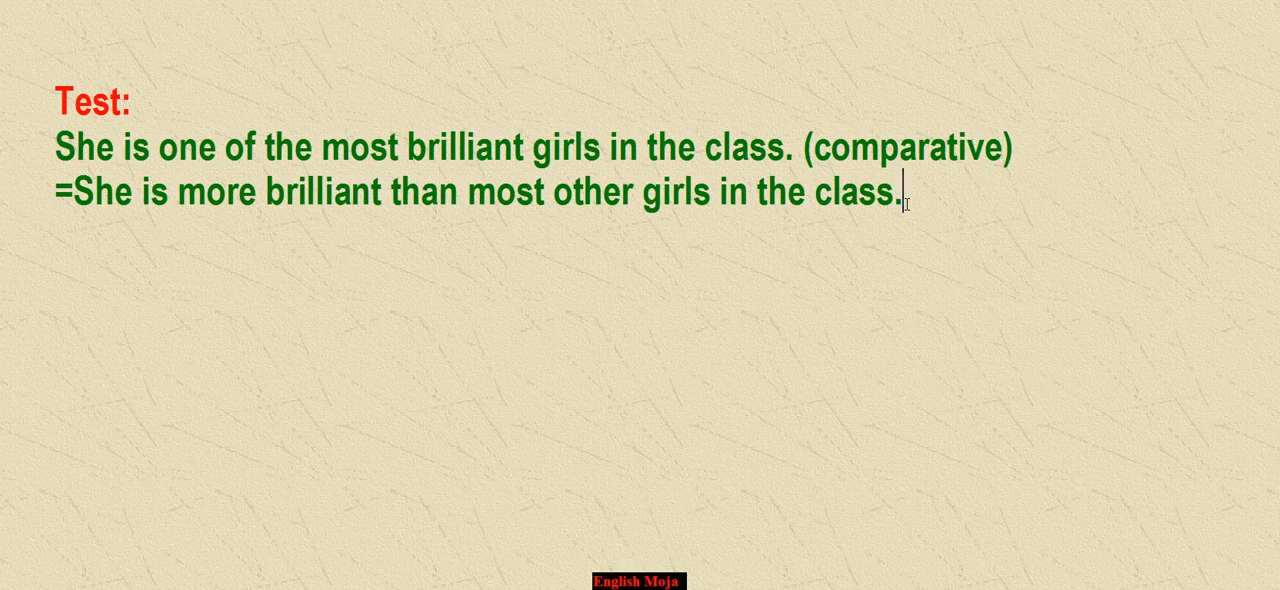 Test:
She is one of the most brilliant girls in the class. (comparative)
=She is more brilliant than most other girls in the class.
English Moja